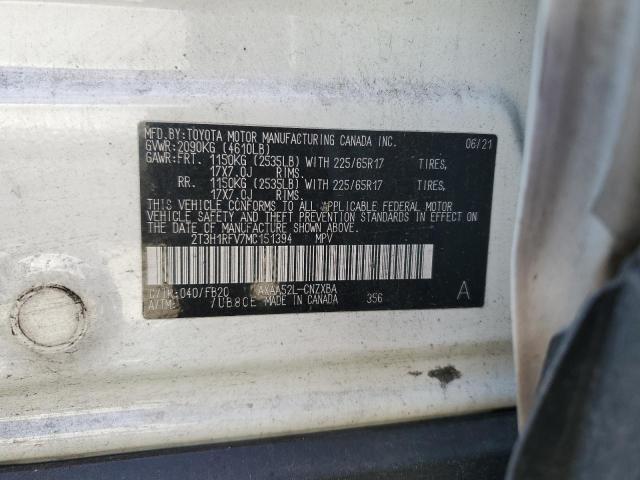 MFD.BY:TOYOTA MOTOR MANUFACTURING CANADA INC. 06/21
GVWR:2090KG (4610LB)
GAWR:FRT. 1150KG (2535LB) WITH 225/65R17 TIRES,
17X7.0J RIMS.
RR. 1150KG (2535LB) WITH 225/65R17 TIRES,
17X7.0J RIMS.
THIS VEHICLE CONFORMS TO ALL APPLICABLE FEDERAL MOTOR
VEHICLE SAFETY AND THEFT PREVENTION STANDARDS IN EFFECT
ON THE DATE OF MANUFACTURE SHOWN ABOVE.
2T3H1RFV7MC151394 MPV
C/TR:040/FB20 AXAA52L-CNZXBA
A/TM: /UB80E MADE IN CANADA 356 A